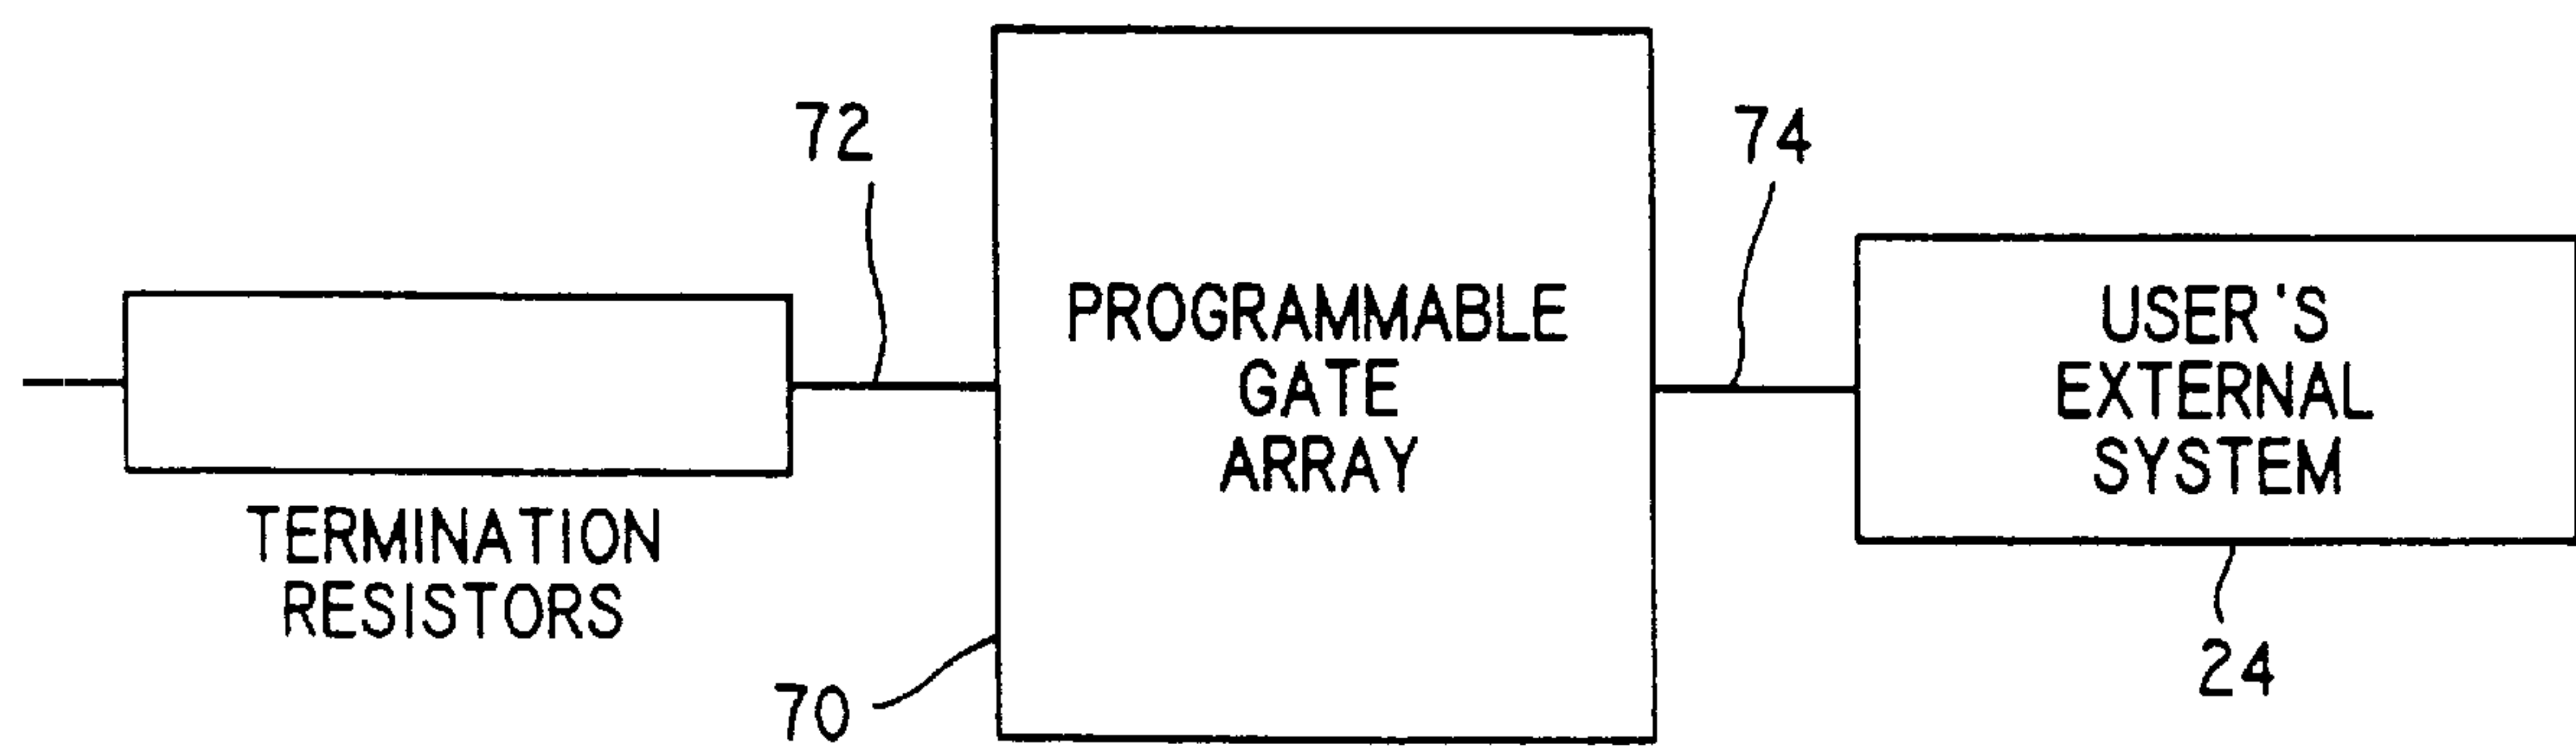 72
74
PROGRAMMABLE
GATE
ARRAY
USER'S
EXTERNAL
SYSTEM
TERMINATION
RESISTORS
70
24